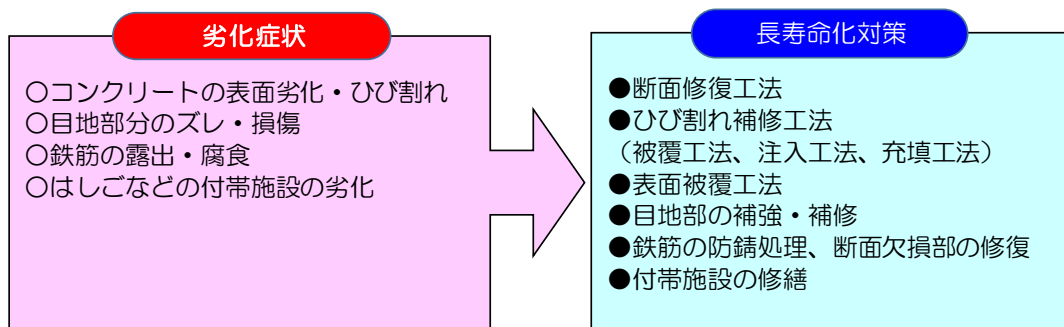 劣化症状
○コンクリートの表面劣化・ひび割れ
○目地部分のズレ・損傷
○鉄筋の露出・腐食
○はしごなどの付帯施設の劣化
長寿命化対策
●断面修復工法
●ひび割れ補修工法
（被覆工法、注入工法、充填工法）
●表面被覆工法
●目地部の補強・補修
●鉄筋の防錆処理、断面欠損部の修復
●付帯施設の修繕